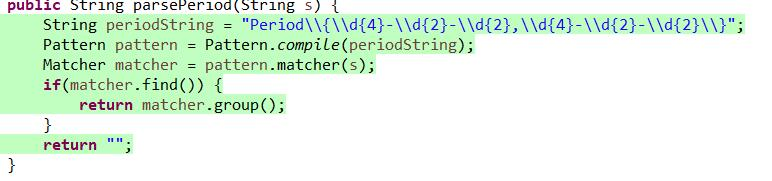 public String parsePeriod(String s) {
    String periodString = "Period\\{\\d{4}-\\d{2}-\\d{2},\\d{4}-\\d{2}-\\d{2}\\}";
    Pattern pattern = Pattern.compile(periodString);
    Matcher matcher = pattern.matcher(s);
    if(matcher.find()) {
        return matcher.group();
    }
    return "";
}